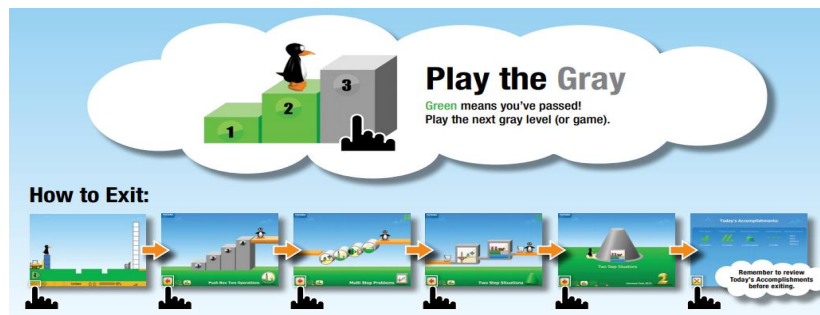 Play the Gray
Green means you've passed!
Play the next gray level (or game).
1
2
3
How to Exit:
Push Box Two Operations
Multi Step Problems
Two Step Situations
Two Step Situations
2
Today's Accomplishments
Remember to review
Today's Accomplishments
before exiting.